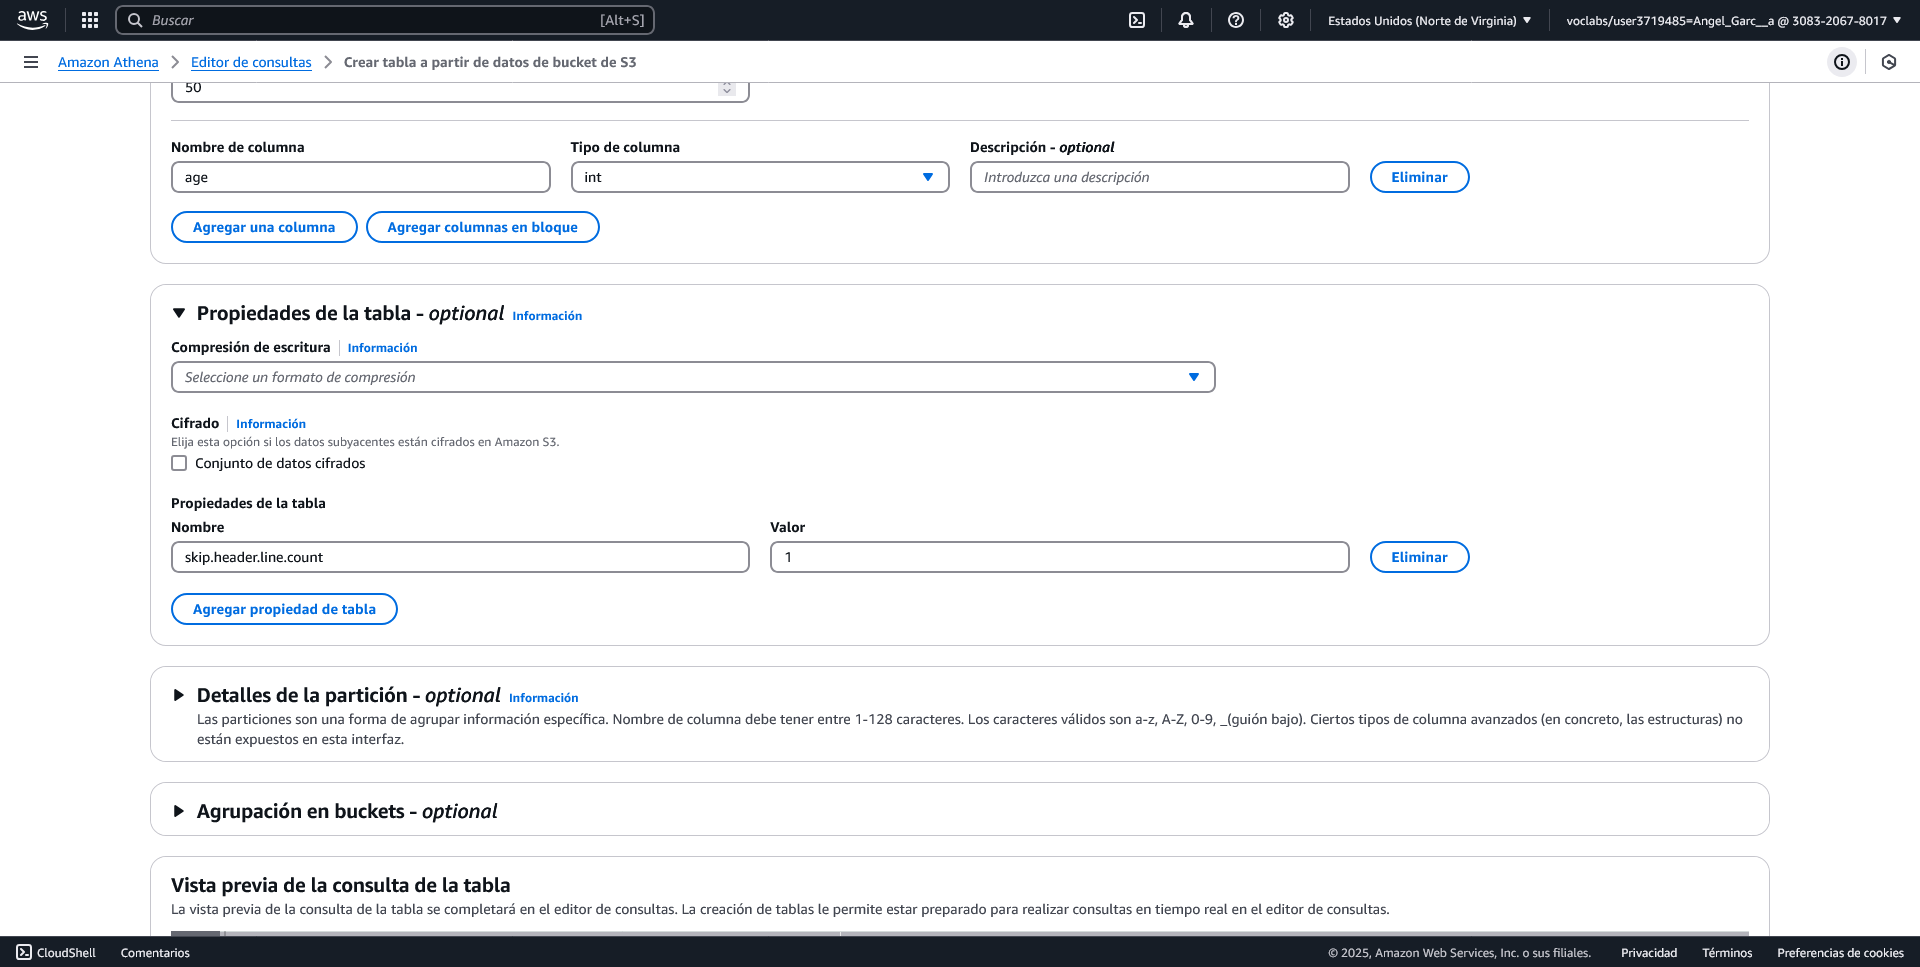 aws
Buscar [Alt+S]
Estados Unidos (Norte de Virginia)
voclabs/user3719485=Angel_Garc__a @ 3083-2067-8017
Amazon Athena
Editor de consultas
Crear tabla a partir de datos de bucket de S3
50
Nombre de columna
Tipo de columna
Descripción - optional
age
int
Introduzca una descripción
Eliminar
Agregar una columna
Agregar columnas en bloque
Propiedades de la tabla - optional Información
Compresión de escritura Información
Seleccione un formato de compresión
Cifrado Información
Elija esta opción si los datos subyacentes están cifrados en Amazon S3.
Conjunto de datos cifrados
Propiedades de la tabla
Nombre
Valor
skip.header.line.count
1
Eliminar
Agregar propiedad de tabla
Detalles de la partición - optional Información
Las particiones son una forma de agrupar información específica. Nombre de columna debe tener entre 1-128 caracteres. Los caracteres válidos son a-z, A-Z, 0-9, _(guión bajo). Ciertos tipos de columna avanzados (en concreto, las estructuras) no
están expuestos en esta interfaz.
Agrupación en buckets - optional
Vista previa de la consulta de la tabla
La vista previa de la consulta de la tabla se completará en el editor de consultas. La creación de tablas le permite estar preparado para realizar consultas en tiempo real en el editor de consultas.
CloudShell
Comentarios
© 2025, Amazon Web Services, Inc. o sus filiales.
Privacidad
Términos
Preferencias de cookies